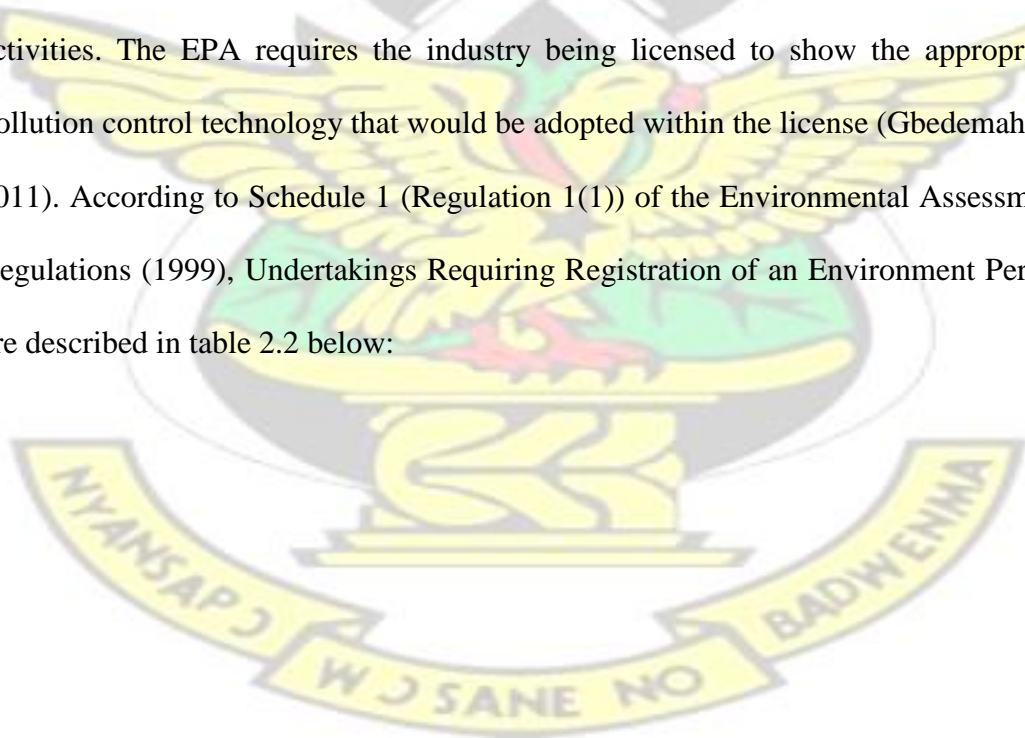 ctivities. The EPA requires the industry being licensed to show the appropr
ollution control technology that would be adopted within the license (Gbedemah
011). According to Schedule 1 (Regulation 1(1)) of the Environmental Assessm
egulations (1999), Undertakings Requiring Registration of an Environment Per
re described in table 2.2 below:
NYANSAPƆ WƆ SANE NO BADWENMA